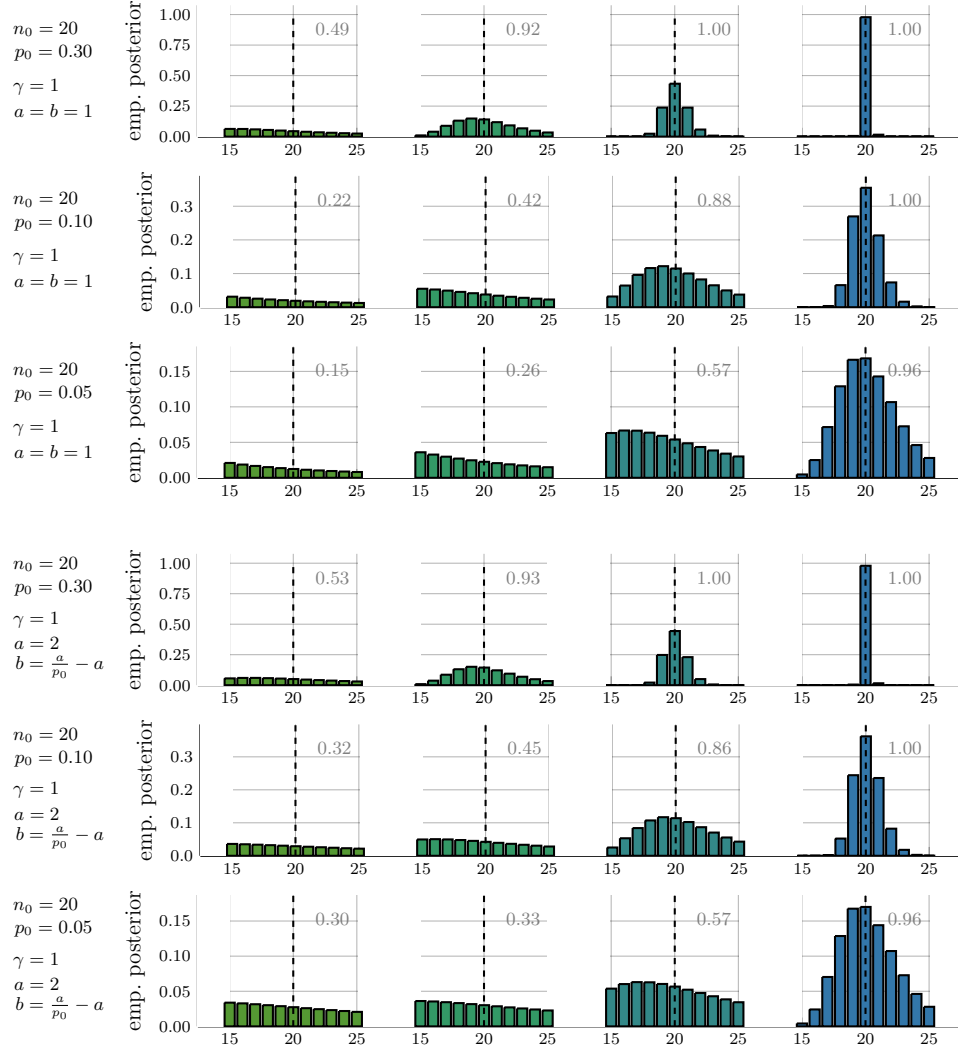 n₀ = 20
p₀ = 0.30
γ = 1
a = b = 1
emp. posterior
1.00
0.75
0.50
0.25
0.00
0.49
0.92
1.00
1.00
15 20 25 15 20 25 15 20 25 15 20 25
n₀ = 20
p₀ = 0.10
γ = 1
a = b = 1
emp. posterior
0.3
0.2
0.1
0.0
0.22
0.42
0.88
1.00
15 20 25 15 20 25 15 20 25 15 20 25
n₀ = 20
p₀ = 0.05
γ = 1
a = b = 1
emp. posterior
0.15
0.10
0.05
0.00
0.15
0.26
0.57
0.96
15 20 25 15 20 25 15 20 25 15 20 25
n₀ = 20
p₀ = 0.30
γ = 1
a = 2
b = a/p₀ − a
emp. posterior
1.00
0.75
0.50
0.25
0.00
0.53
0.93
1.00
1.00
15 20 25 15 20 25 15 20 25 15 20 25
n₀ = 20
p₀ = 0.10
γ = 1
a = 2
b = a/p₀ − a
emp. posterior
0.3
0.2
0.1
0.0
0.32
0.45
0.86
1.00
15 20 25 15 20 25 15 20 25 15 20 25
n₀ = 20
p₀ = 0.05
γ = 1
a = 2
b = a/p₀ − a
emp. posterior
0.15
0.10
0.05
0.00
0.30
0.33
0.57
0.96
15 20 25 15 20 25 15 20 25 15 20 25